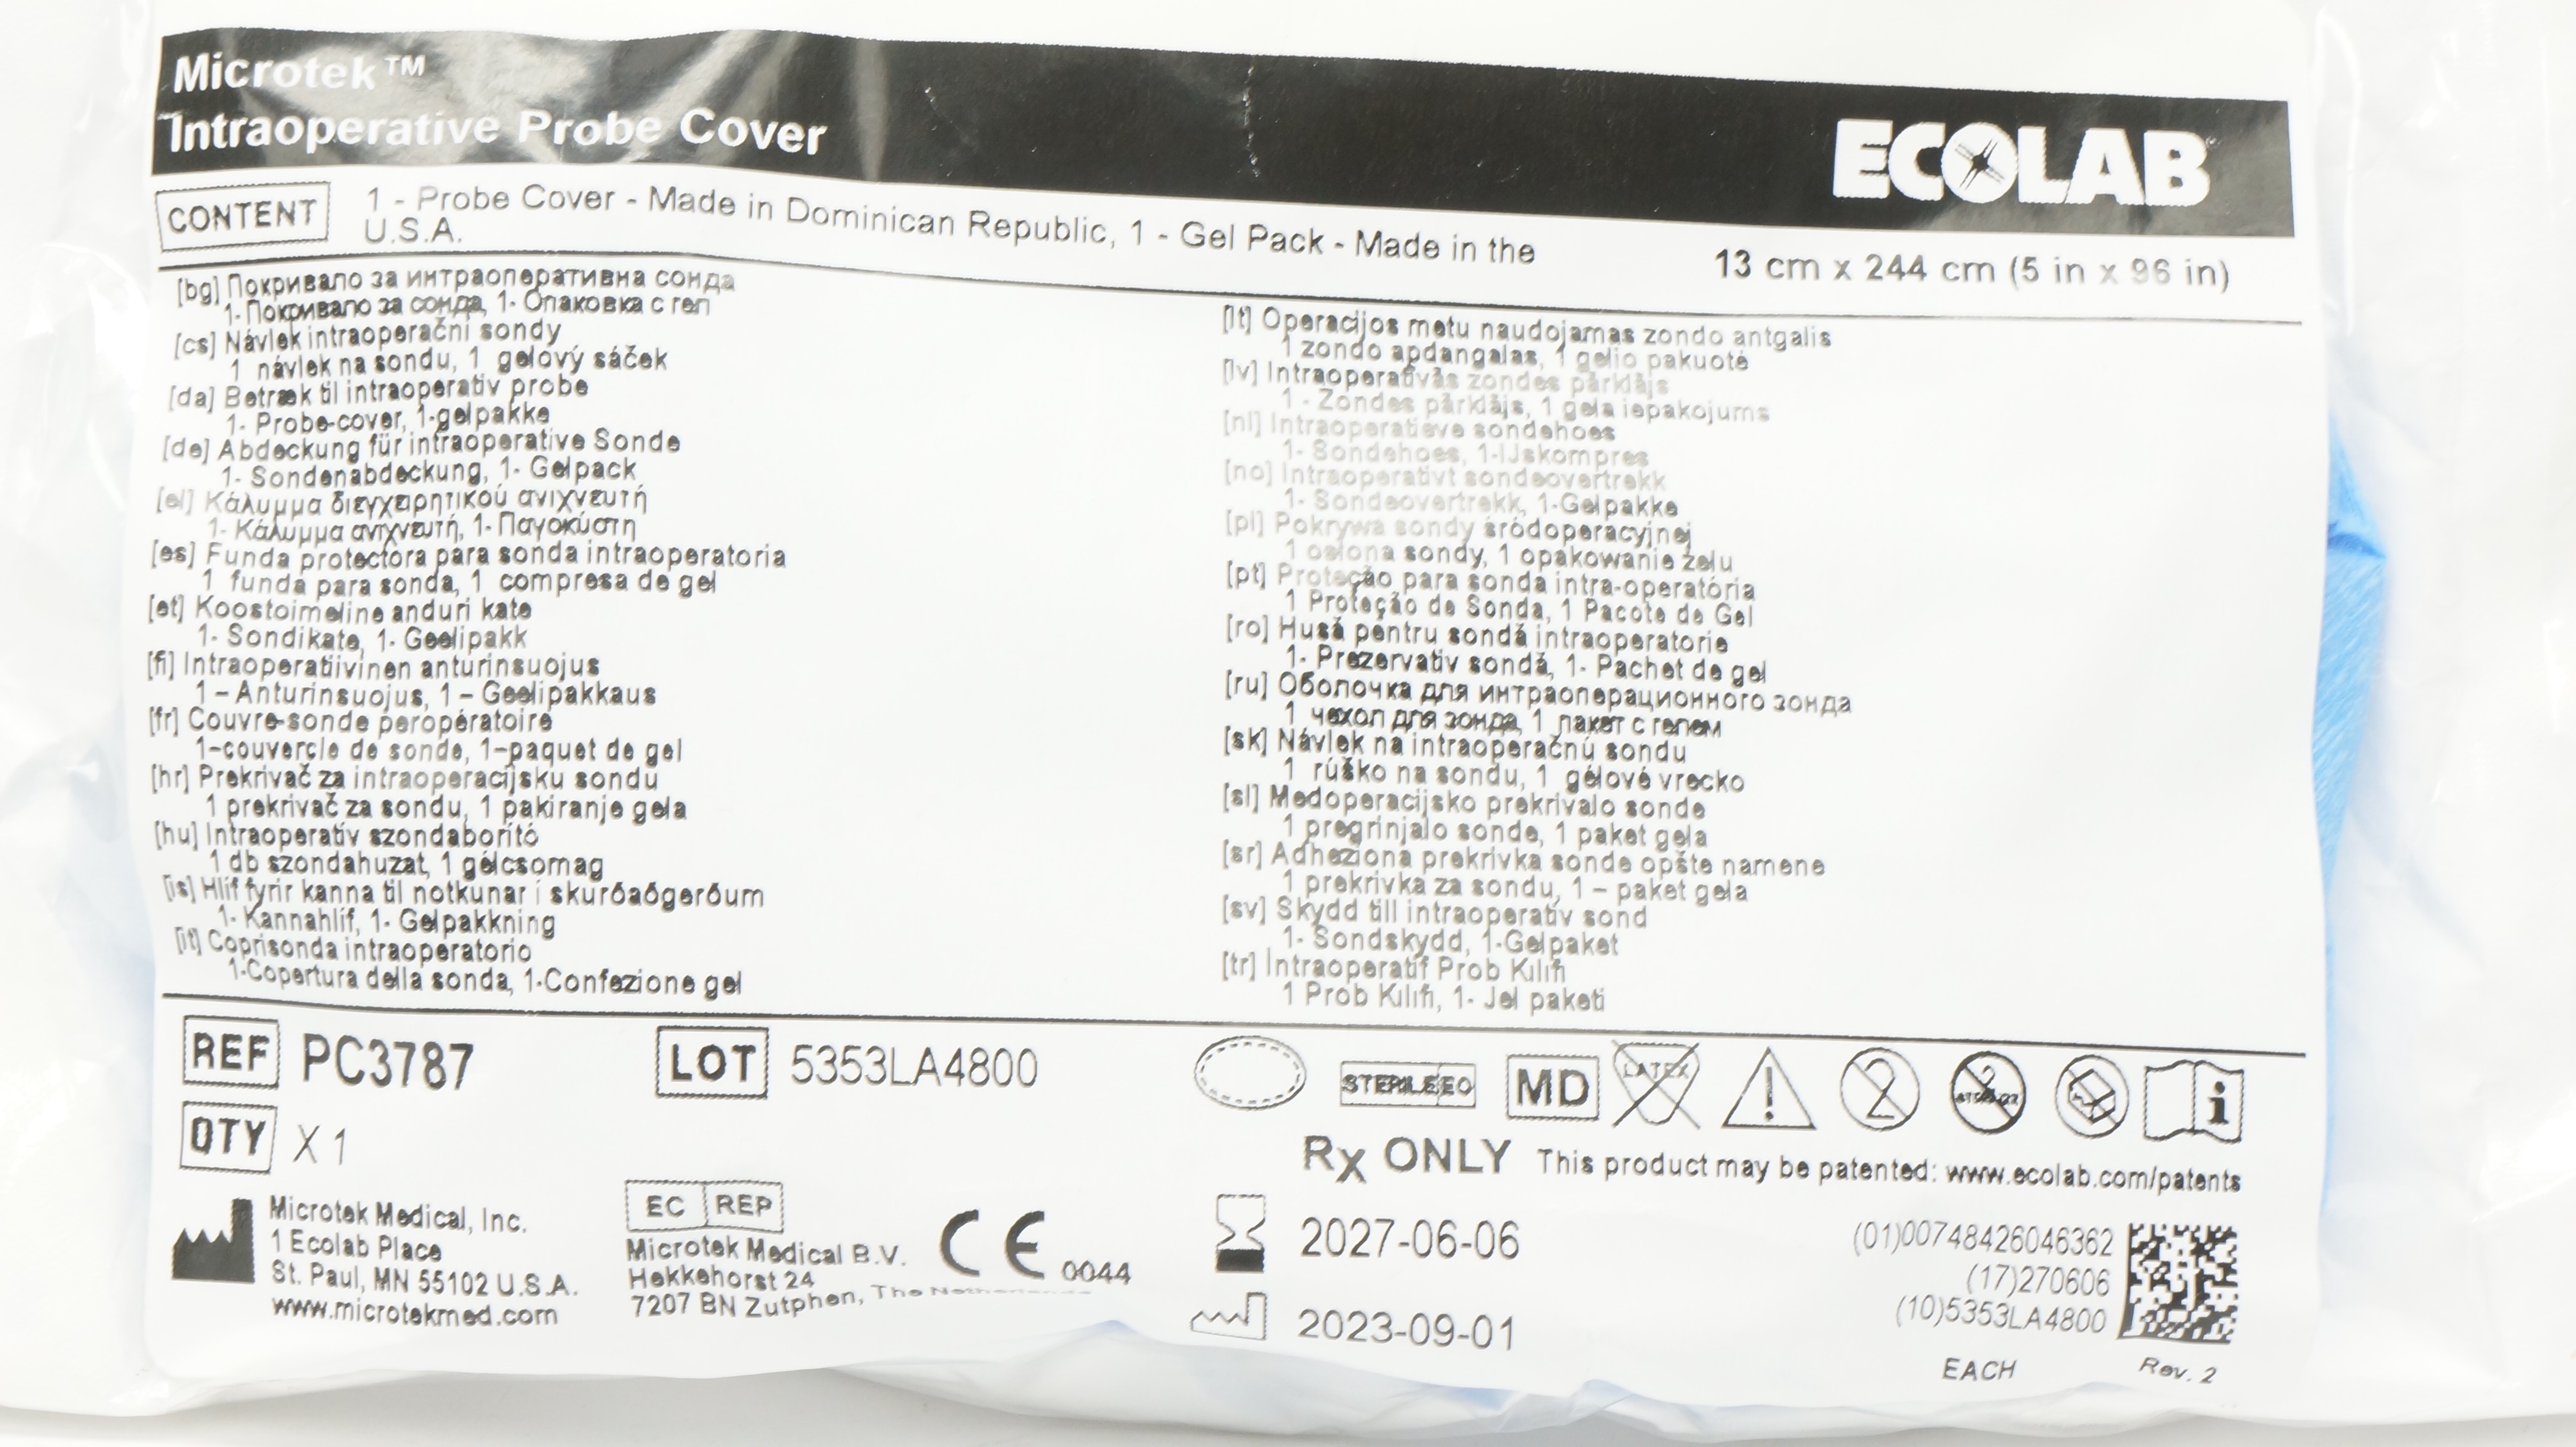 Microtek™
Intraoperative Probe Cover
ECOLAB
CONTENT
1 - Probe Cover - Made in Dominican Republic, 1 - Gel Pack - Made in the
U.S.A.
13 cm x 244 cm (5 in x 96 in)
[bg] Покривало за интраоперативна сонда
1- Покривало за сонда, 1- Опаковка с гел
[cs] Návlek intraoperační sondy
1 návlek na sondu, 1 gelový sáček
[da] Betræk til intraoperativ probe
1- Probe-cover, 1-gelpakke
[de] Abdeckung für intraoperative Sonde
1- Sondenabdeckung, 1- Gelpack
[el] Κάλυμμα διεγχειρητικού ανιχνευτή
1- Κάλυμμα ανιχνευτή, 1- Παγοκύστη
[es] Funda protectora para sonda intraoperatoria
1 funda para sonda, 1 compresa de gel
[et] Koostoimeline anduri kate
1- Sondikate, 1- Geelipakk
[fi] Intraoperatiivinen anturinsuojus
1 – Anturinsuojus, 1 – Geelipakkaus
[fr] Couvre-sonde peropératoire
1–couvercle de sonde, 1–paquet de gel
[hr] Prekrivač za intraoperacijsku sondu
1 prekrivač za sondu, 1 pakiranje gela
[hu] Intraoperatív szondaborító
1 db szondahuzat, 1 gélcsomag
[is] Hlíf fyrir kanna til notkunar í skurðaðgerðum
1- Kannahlíf, 1- Gelpakkning
[it] Coprisonda intraoperatorio
1-Copertura della sonda, 1-Confezione gel
[lt] Operacijos metu naudojamas zondo antgalis
1 zondo apdangalas, 1 gelio pakuotė
[lv] Intraoperatīvās zondes pārklājs
1 - Zondes pārklājs, 1 gela iepakojums
[nl] Intraoperatieve sondehoes
1- Sondehoes, 1-IJskompres
[no] Intraoperativt sondeovertrekk
1- Sondeovertrekk, 1-Gelpakke
[pl] Pokrywa sondy śródoperacyjnej
1 osłona sondy, 1 opakowanie żelu
[pt] Proteção para sonda intra-operatória
1 Proteção de Sonda, 1 Pacote de Gel
[ro] Husă pentru sondă intraoperatorie
1- Prezervativ sondă, 1- Pachet de gel
[ru] Оболочка для интраоперационного зонда
1 чехол для зонда, 1 пакет с гелем
[sk] Návlek na intraoperačnú sondu
1 rúško na sondu, 1 gélové vrecko
[sl] Medoperacijsko prekrivalo sonde
1 pregrinjalo sonde, 1 paket gela
[sr] Adheziona prekrivka sonde opšte namene
1 prekrivka za sondu, 1 – paket gela
[sv] Skydd till intraoperativ sond
1- Sondskydd, 1-Gelpaket
[tr] İntraoperatif Prob Kılıfı
1 Prob Kılıfı, 1- Jel paketi
REF PC3787
LOT 5353LA4800
STERILE EO
MD
LATEX
2
QTY X 1
Rx ONLY This product may be patented: www.ecolab.com/patents
Microtek Medical, Inc.
1 Ecolab Place
St. Paul, MN 55102 U.S.A.
www.microtekmed.com
EC REP
Microtek Medical B.V.
Hekkehorst 24
7207 BN Zutphen, The Netherlands
CE 0044
2027-06-06
2023-09-01
(01)00748426046362
(17)270606
(10)5353LA4800
EACH
Rev. 2